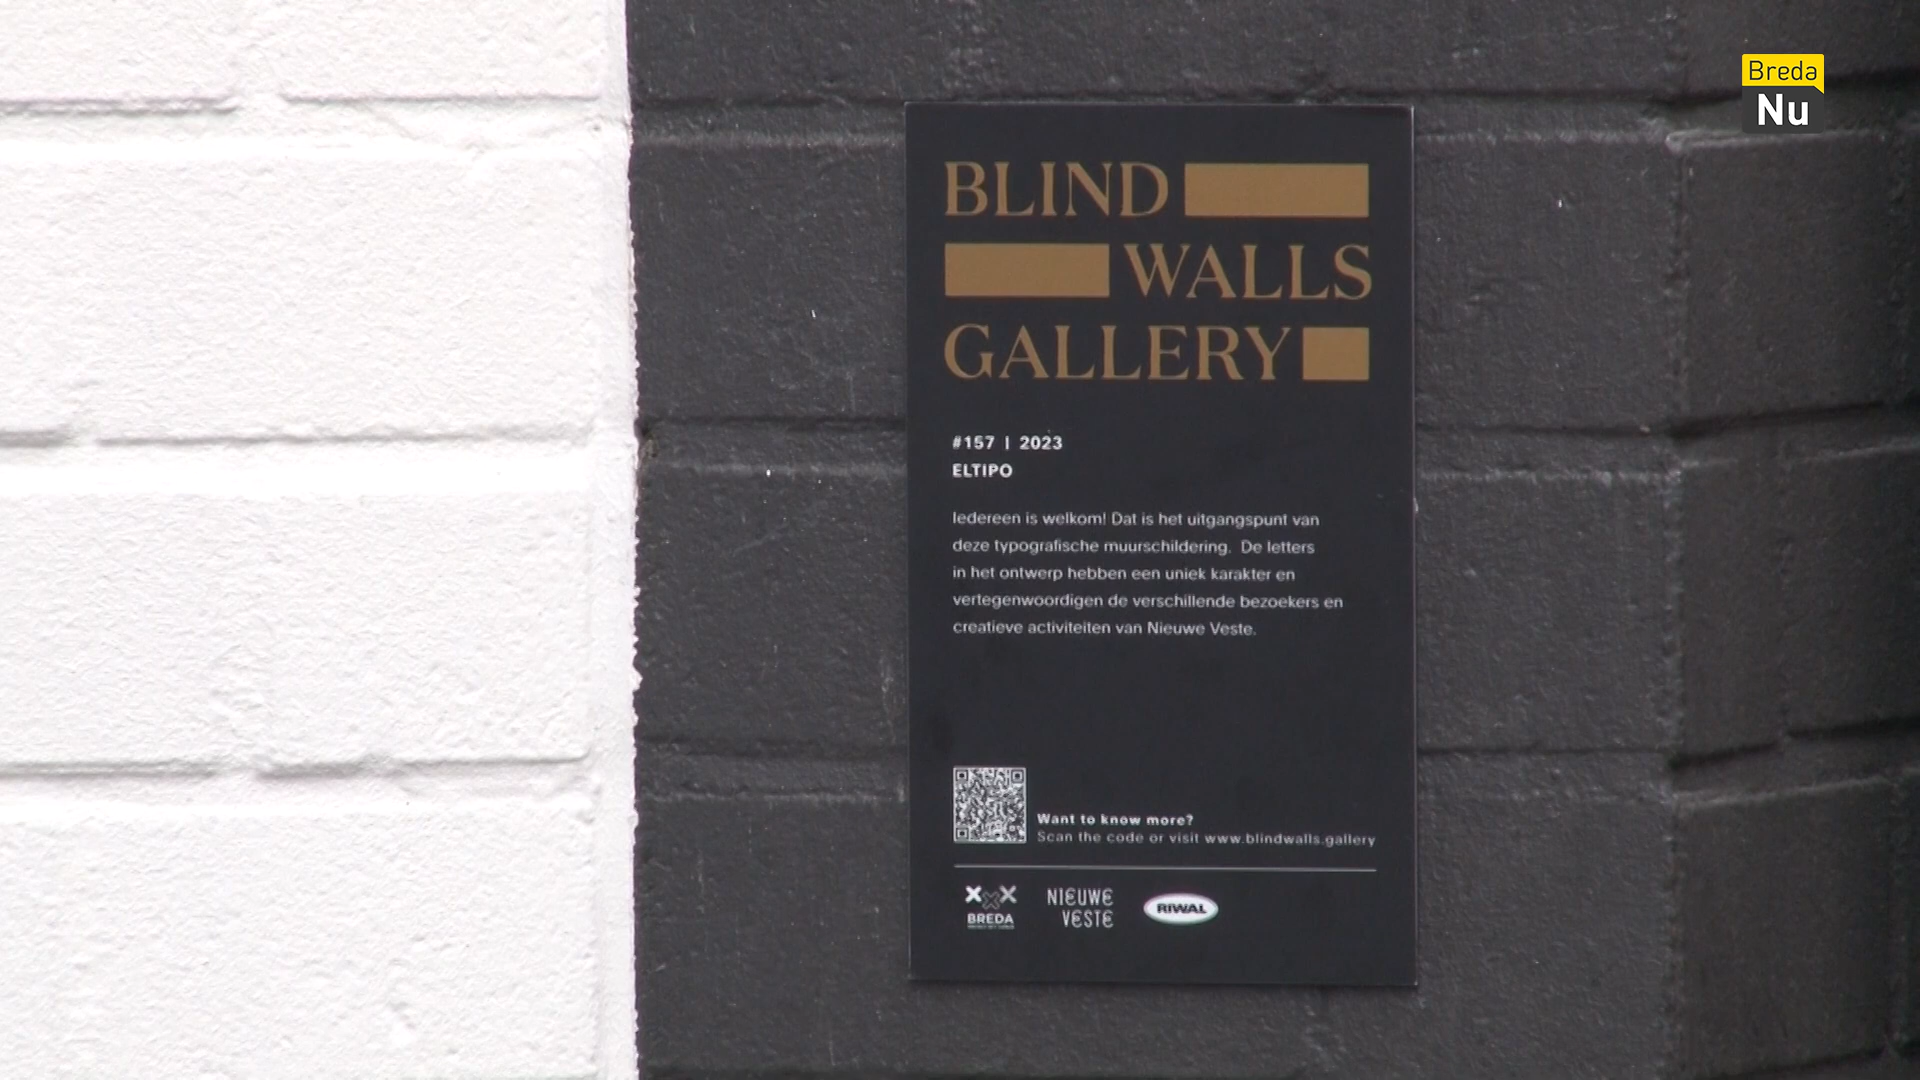 Breda
Nu
BLIND
WALLS
GALLERY
#157 | 2023
ELTIPO
Iedereen is welkom! Dat is het uitgangspunt van
deze typografische muurschildering. De letters
in het ontwerp hebben een uniek karakter en
vertegenwoordigen de verschillende bezoekers en
creatieve activiteiten van Nieuwe Veste.
Want to know more?
Scan the code or visit www.blindwalls.gallery
BREDA
NIEUWE
VESTE
RIWAL